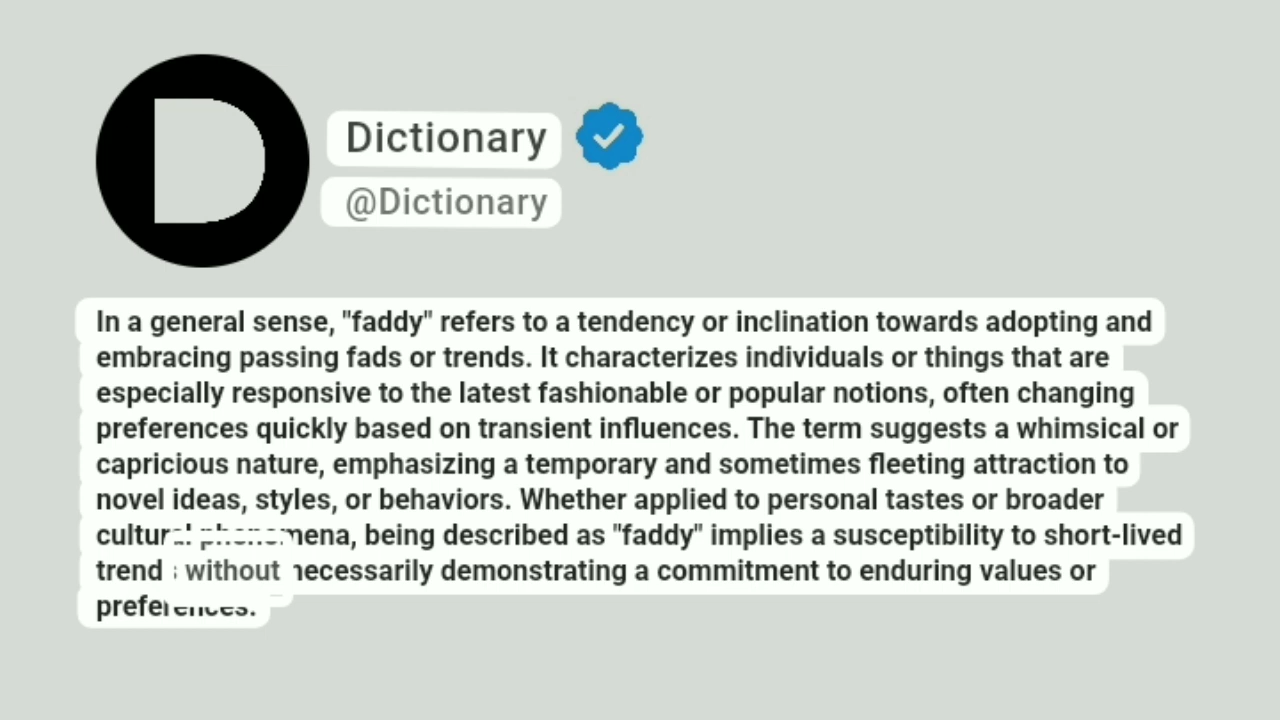 D
Dictionary
@Dictionary
In a general sense, "faddy" refers to a tendency or inclination towards adopting and
embracing passing fads or trends. It characterizes individuals or things that are
especially responsive to the latest fashionable or popular notions, often changing
preferences quickly based on transient influences. The term suggests a whimsical or
capricious nature, emphasizing a temporary and sometimes fleeting attraction to
novel ideas, styles, or behaviors. Whether applied to personal tastes or broader
cultural phenomena, being described as "faddy" implies a susceptibility to short-lived
trends without necessarily demonstrating a commitment to enduring values or
preferences.